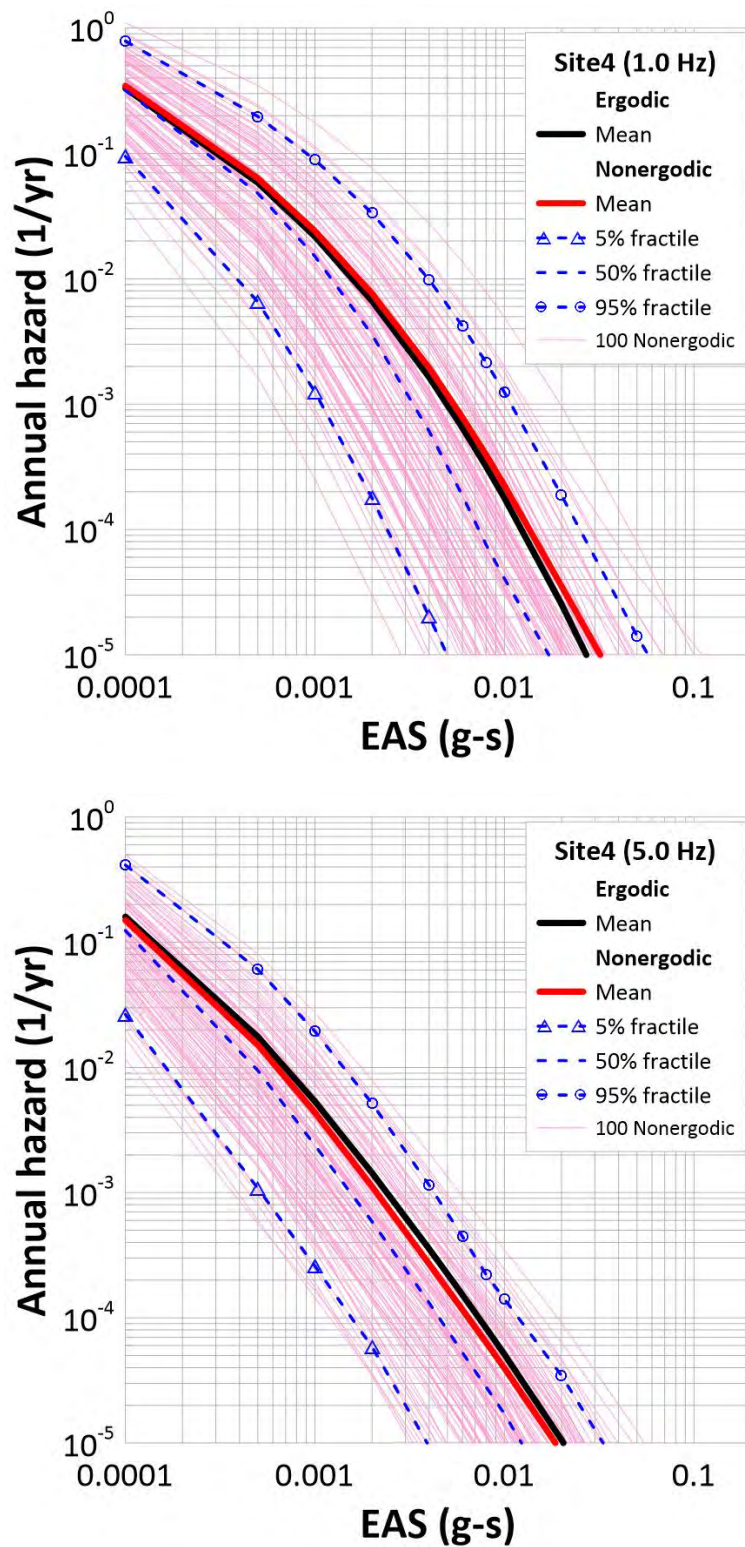 Annual hazard (1/yr)
10^0
10^-1
10^-2
10^-3
10^-4
10^-5
0.0001
0.001
0.01
0.1
EAS (g-s)
Site4 (1.0 Hz)
Ergodic
Mean
Nonergodic
Mean
5% fractile
50% fractile
95% fractile
100 Nonergodic
Annual hazard (1/yr)
10^0
10^-1
10^-2
10^-3
10^-4
10^-5
0.0001
0.001
0.01
0.1
EAS (g-s)
Site4 (5.0 Hz)
Ergodic
Mean
Nonergodic
Mean
5% fractile
50% fractile
95% fractile
100 Nonergodic